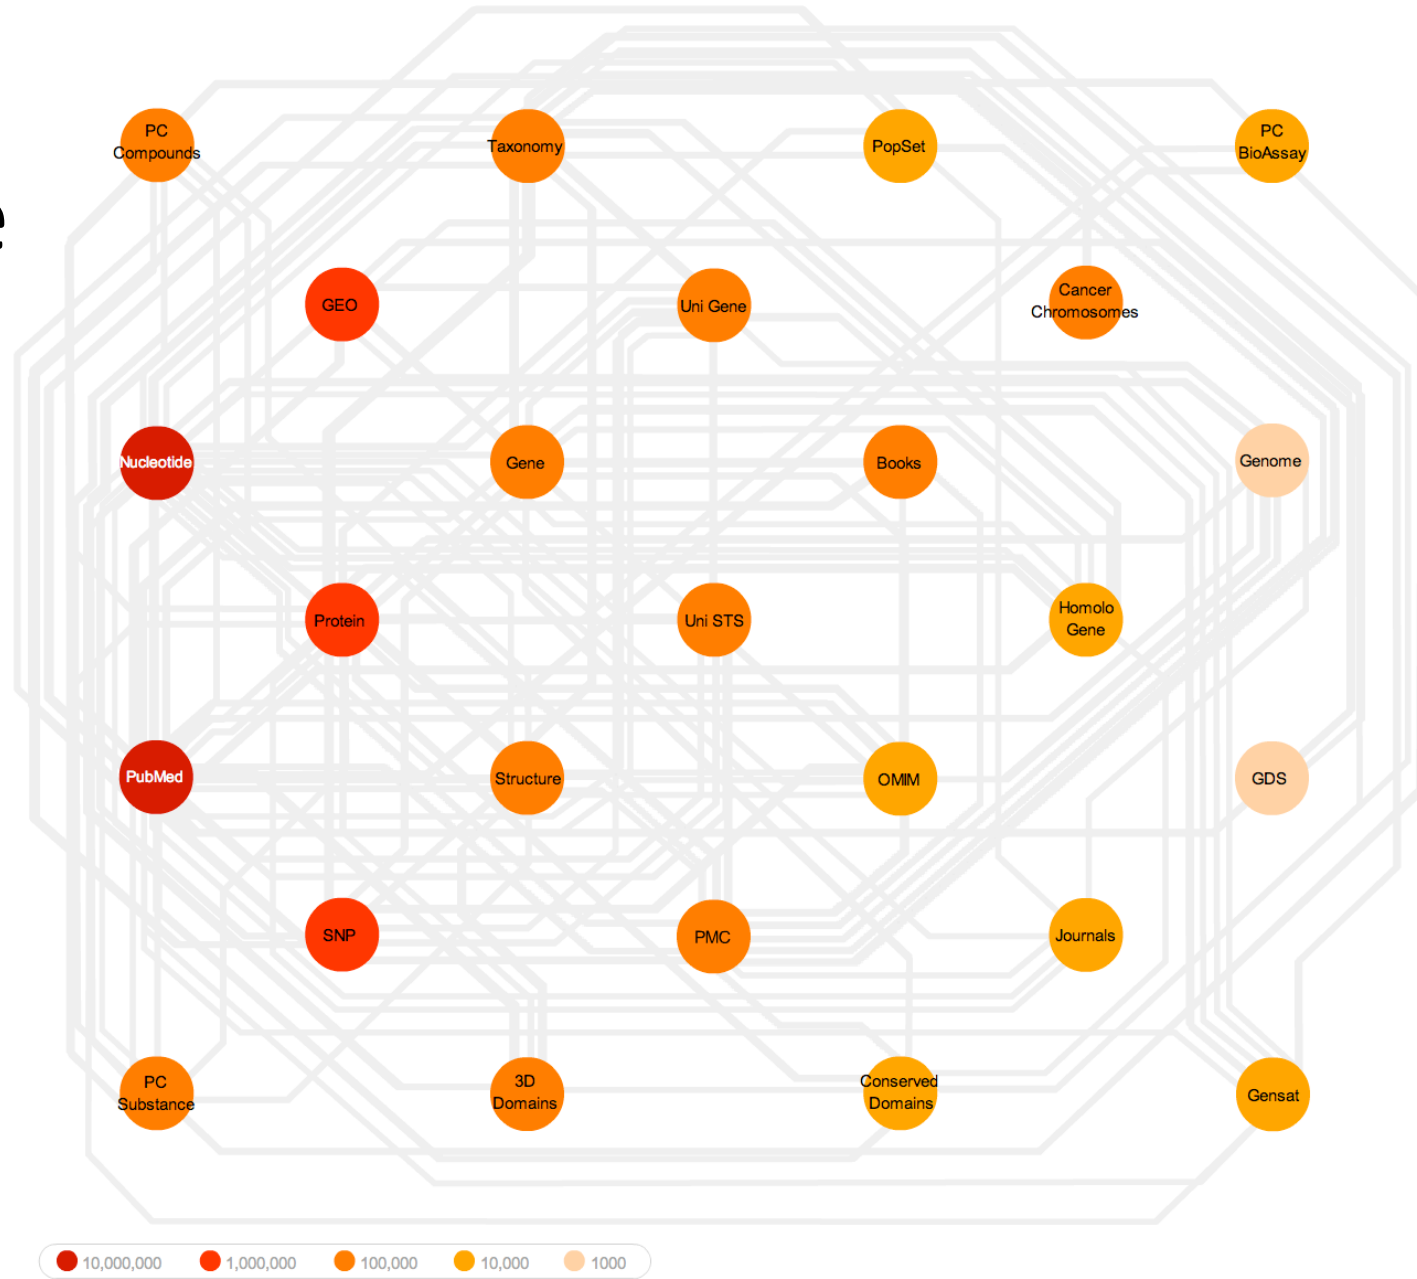 PC
Compounds
Taxonomy
PopSet
PC
BioAssay
e
GEO
Uni Gene
Cancer
Chromosomes
Nucleotide
Gene
Books
Genome
Protein
Uni STS
Homolo
Gene
PubMed
Structure
OMIM
GDS
SNP
PMC
Journals
PC
Substance
3D
Domains
Conserved
Domains
Gensat
10,000,000
1,000,000
100,000
10,000
1000